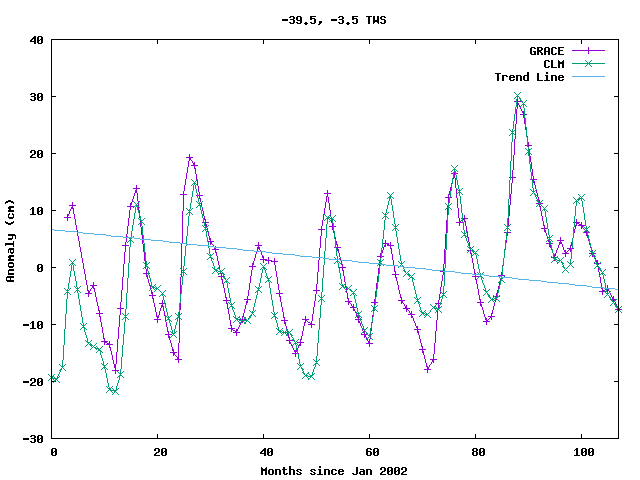 -39.5, -3.5 TWS
GRACE
CLM
Trend Line
40
30
20
10
0
-10
-20
-30
Anomaly (cm)
0 20 40 60 80 100
Months since Jan 2002